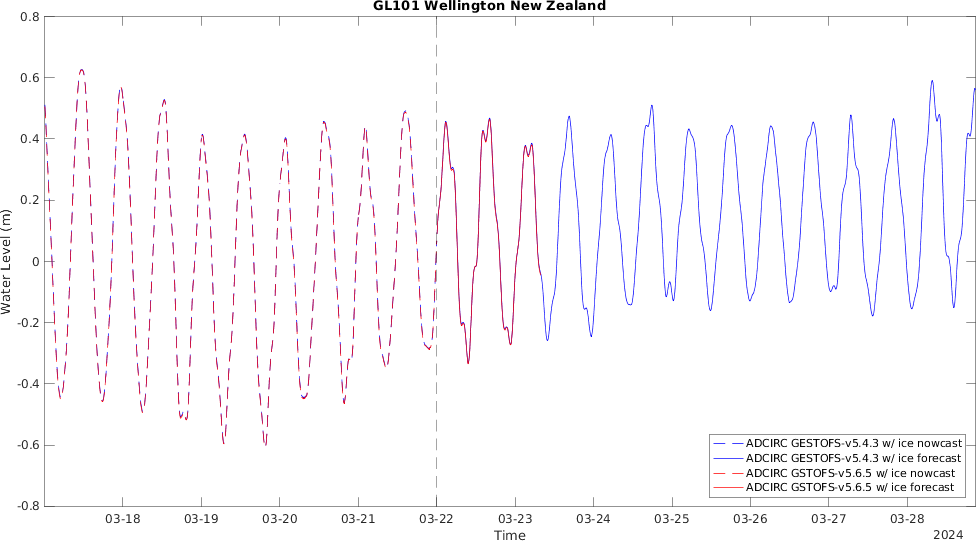 GL101 Wellington New Zealand
0.8
0.6
0.4
0.2
0
-0.2
-0.4
-0.6
-0.8
Water Level (m)
ADCIRC GESTOFS-v5.4.3 w/ ice nowcast
ADCIRC GESTOFS-v5.4.3 w/ ice forecast
ADCIRC GSTOFS-v5.6.5 w/ ice nowcast
ADCIRC GSTOFS-v5.6.5 w/ ice forecast
03-18 03-19 03-20 03-21 03-22 03-23 03-24 03-25 03-26 03-27 03-28
Time
2024